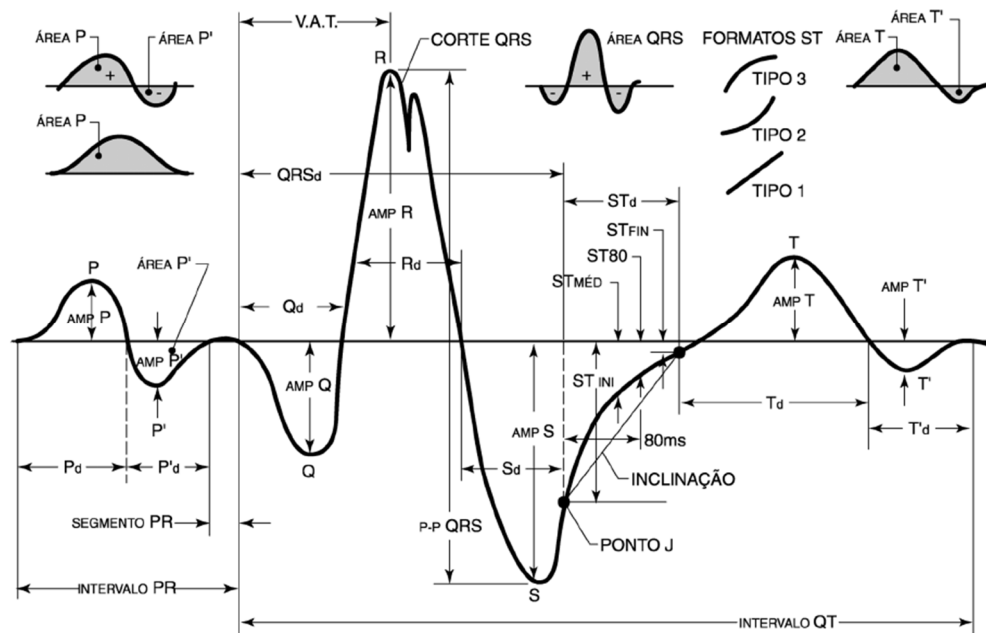 V.A.T.
ÁREA P
ÁREA P'
+
-
ÁREA P
R
CORTE QRS
ÁREA QRS
-
+
-
FORMATOS ST
TIPO 3
TIPO 2
TIPO 1
ÁREA T
ÁREA T'
QRSd
STd
AMP R
STFIN
ST80
STMÉD
Rd
Qd
P
ÁREA P'
AMP P
AMP P'
P'
T
AMP T
AMP T'
T'
AMP Q
Q
AMP S
ST INI
Td
T'd
80ms
Pd
P'd
Sd
INCLINAÇÃO
SEGMENTO PR
P-P QRS
PONTO J
INTERVALO PR
S
INTERVALO QT